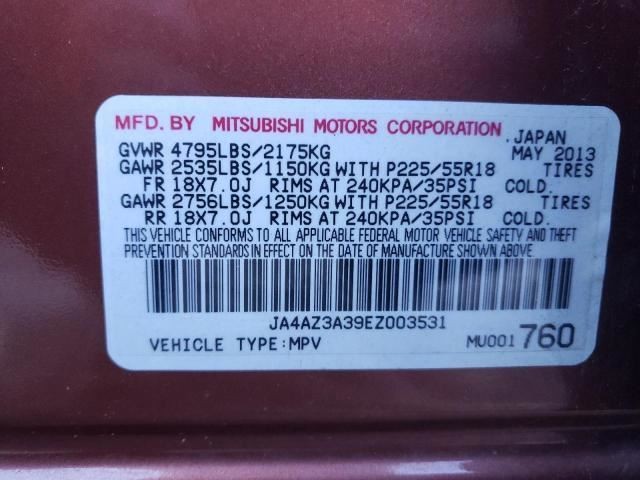 MFD. BY MITSUBISHI MOTORS CORPORATION .JAPAN
GVWR 4795LBS/2175KG MAY 2013
GAWR 2535LBS/1150KG WITH P225/55R18 TIRES
FR 18X7.0J RIMS AT 240KPA/35PSI COLD.
GAWR 2756LBS/1250KG WITH P225/55R18 TIRES
RR 18X7.0J RIMS AT 240KPA/35PSI COLD.
THIS VEHICLE CONFORMS TO ALL APPLICABLE FEDERAL MOTOR VEHICLE SAFETY AND THEFT
PREVENTION STANDARDS IN EFFECT ON THE DATE OF MANUFACTURE SHOWN ABOVE.
JA4AZ3A39EZ003531
VEHICLE TYPE:MPV MU001 760